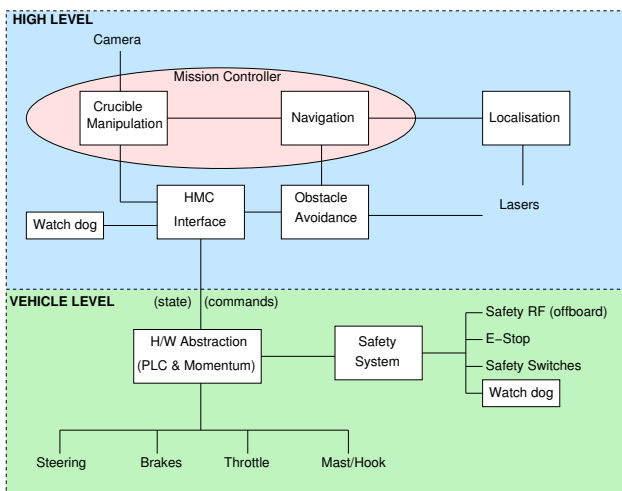 HIGH LEVEL
Camera
Mission Controller
Crucible
Manipulation
Navigation
Localisation
HMC
Interface
Obstacle
Avoidance
Lasers
Watch dog
VEHICLE LEVEL
(state)
(commands)
H/W Abstraction
(PLC & Momentum)
Safety
System
Safety RF (offboard)
E−Stop
Safety Switches
Watch dog
Steering
Brakes
Throttle
Mast/Hook